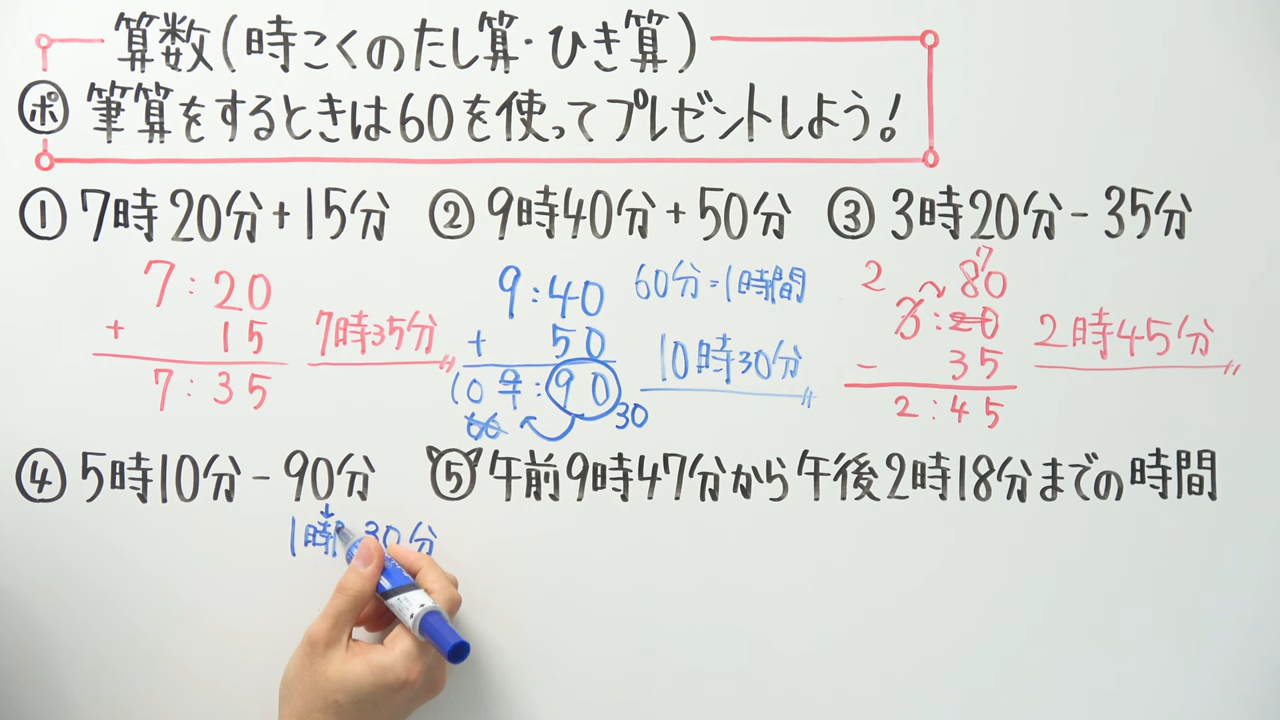 算数(時こくのたし算・ひき算)
ポ 筆算をするときは60を使ってプレゼントしよう!
① 7時20分+15分
7:20
+ 15
7:35
7時35分
② 9時40分+50分
9:40
+ 50
10 9:90
60 30
60分=1時間
10時30分
③ 3時20分-35分
2 7
80
3:20
- 35
2:45
2時45分
④ 5時10分-90分
↓
1時 30分
⑤ 午前9時47分から午後2時18分までの時間